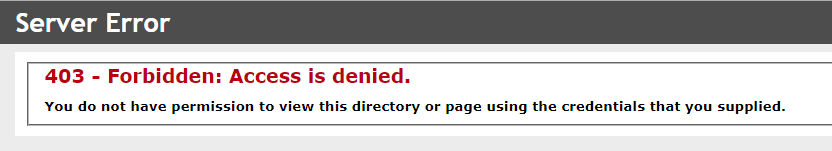 Server Error
403 - Forbidden: Access is denied.
You do not have permission to view this directory or page using the credentials that you supplied.